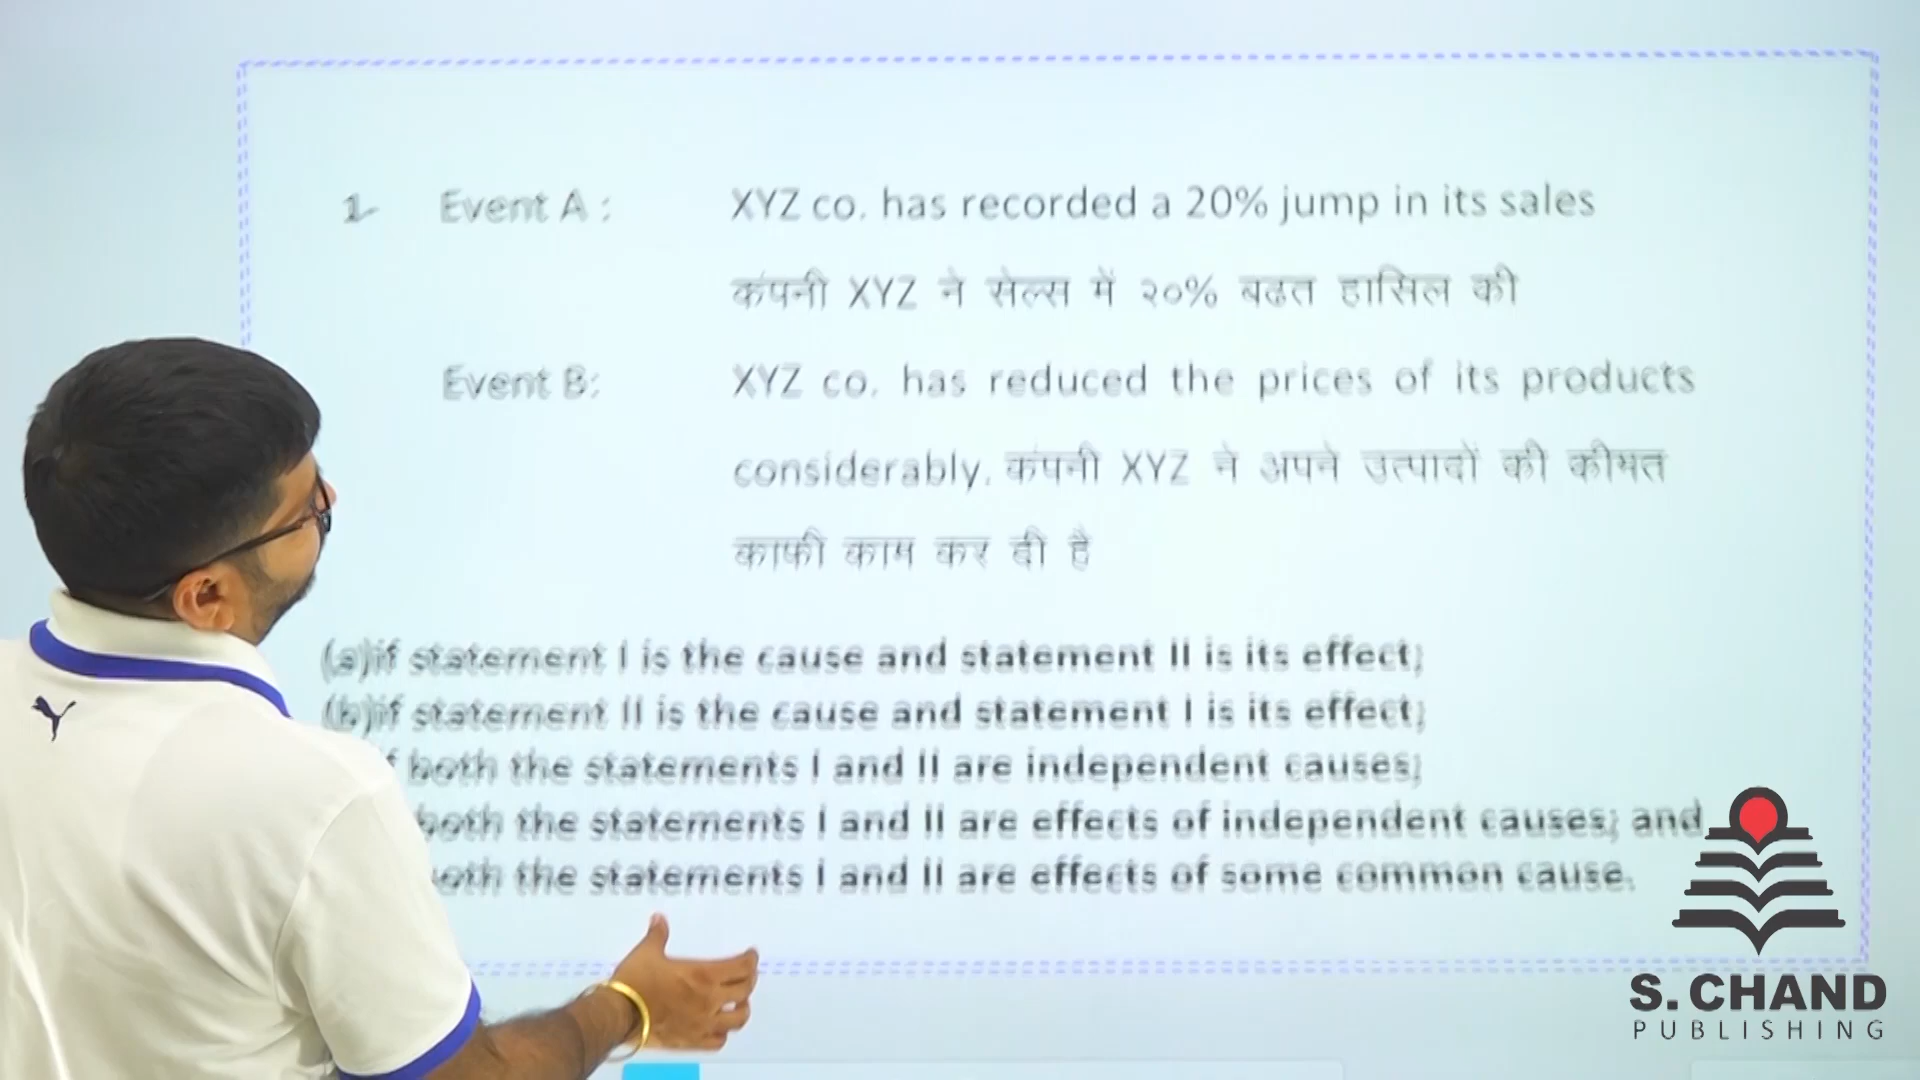 1- Event A : XYZ co. has recorded a 20% jump in its sales
कंपनी XYZ ने सेल्स में २०% बढत हासिल की
Event B: XYZ co. has reduced the prices of its products
considerably. कंपनी XYZ ने अपने उत्पादों की कीमत
काफी काम कर दी है
(a)if statement I is the cause and statement II is its effect;
(b)if statement II is the cause and statement I is its effect;
both the statements I and II are independent causes;
both the statements I and II are effects of independent causes; and
the statements I and II are effects of some common cause.
S. CHAND
PUBLISHING